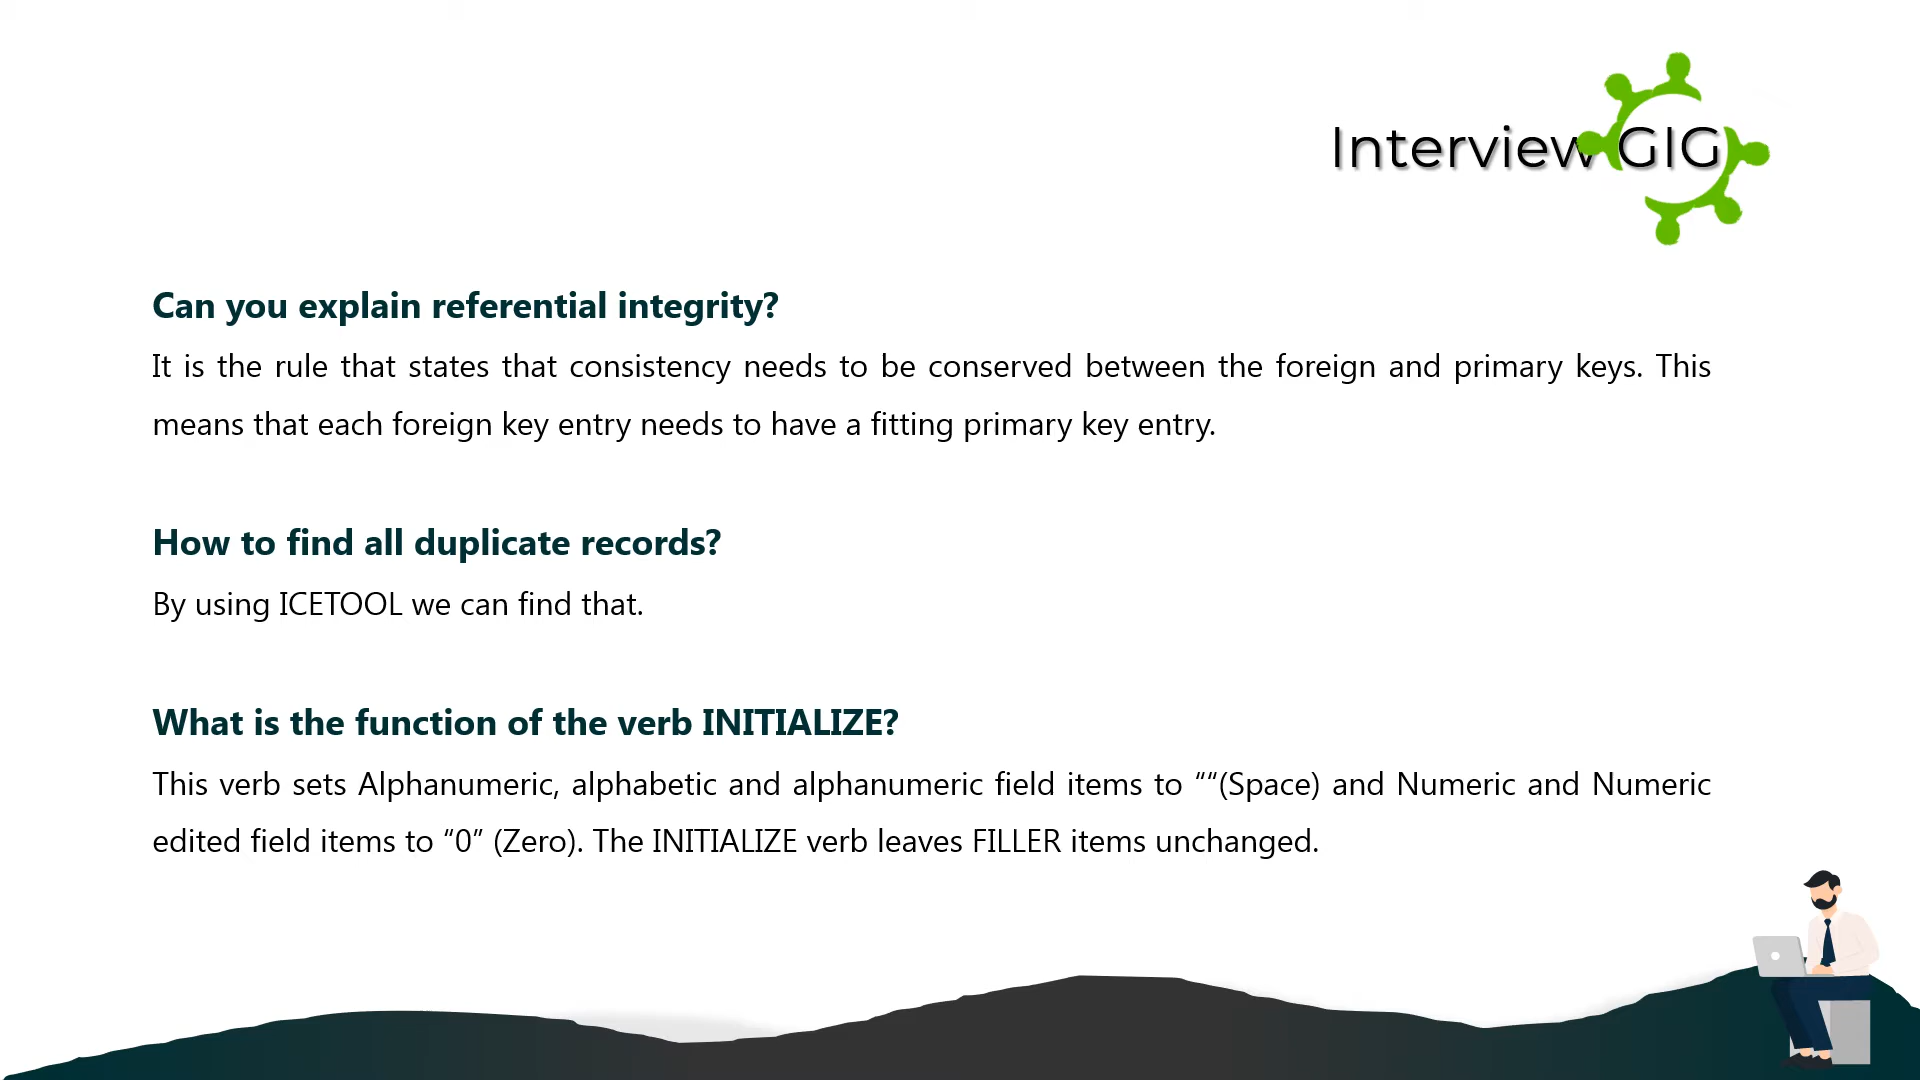 Interview GIG
Can you explain referential integrity?
It is the rule that states that consistency needs to be conserved between the foreign and primary keys. This
means that each foreign key entry needs to have a fitting primary key entry.
How to find all duplicate records?
By using ICETOOL we can find that.
What is the function of the verb INITIALIZE?
This verb sets Alphanumeric, alphabetic and alphanumeric field items to ““(Space) and Numeric and Numeric
edited field items to “0” (Zero). The INITIALIZE verb leaves FILLER items unchanged.